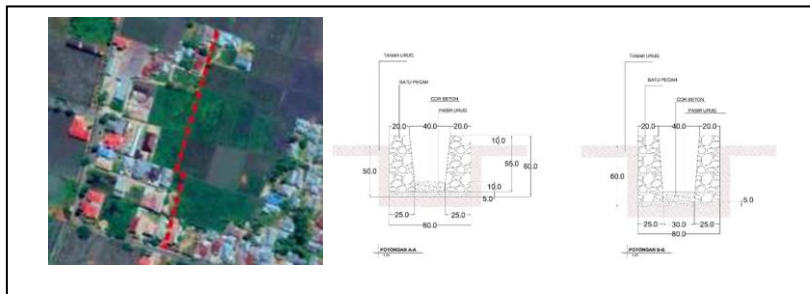 TANAH URUG
BATU PECAH
COR BETON
PASIR URUG
20.0 40.0 20.0
10.0
50.0
55.0
60.0
10.0
5.0
25.0 25.0
60.0
POTONGAN A-A
TANAH URUG
BATU PECAH
COR BETON
PASIR URUG
20.0 40.0 20.0
60.0
5.0
25.0 30.0 25.0
80.0
POTONGAN B-B